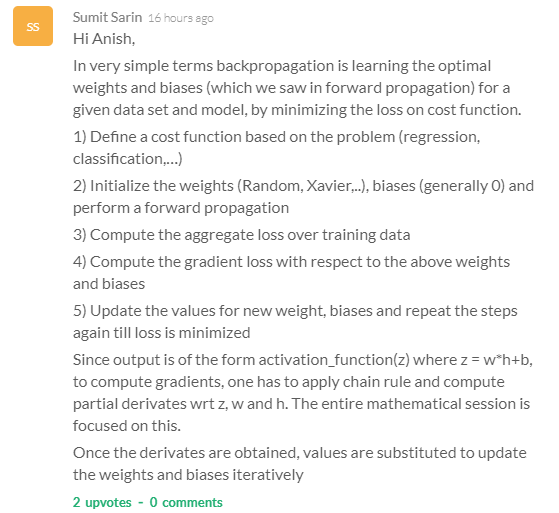 SS
Sumit Sarin 16 hours ago
Hi Anish,
In very simple terms backpropagation is learning the optimal
weights and biases (which we saw in forward propagation) for a
given data set and model, by minimizing the loss on cost function.
1) Define a cost function based on the problem (regression,
classification,...)
2) Initialize the weights (Random, Xavier,..), biases (generally 0) and
perform a forward propagation
3) Compute the aggregate loss over training data
4) Compute the gradient loss with respect to the above weights
and biases
5) Update the values for new weight, biases and repeat the steps
again till loss is minimized
Since output is of the form activation_function(z) where z = w*h+b,
to compute gradients, one has to apply chain rule and compute
partial derivates wrt z, w and h. The entire mathematical session is
focused on this.
Once the derivates are obtained, values are substituted to update
the weights and biases iteratively
2 upvotes - 0 comments